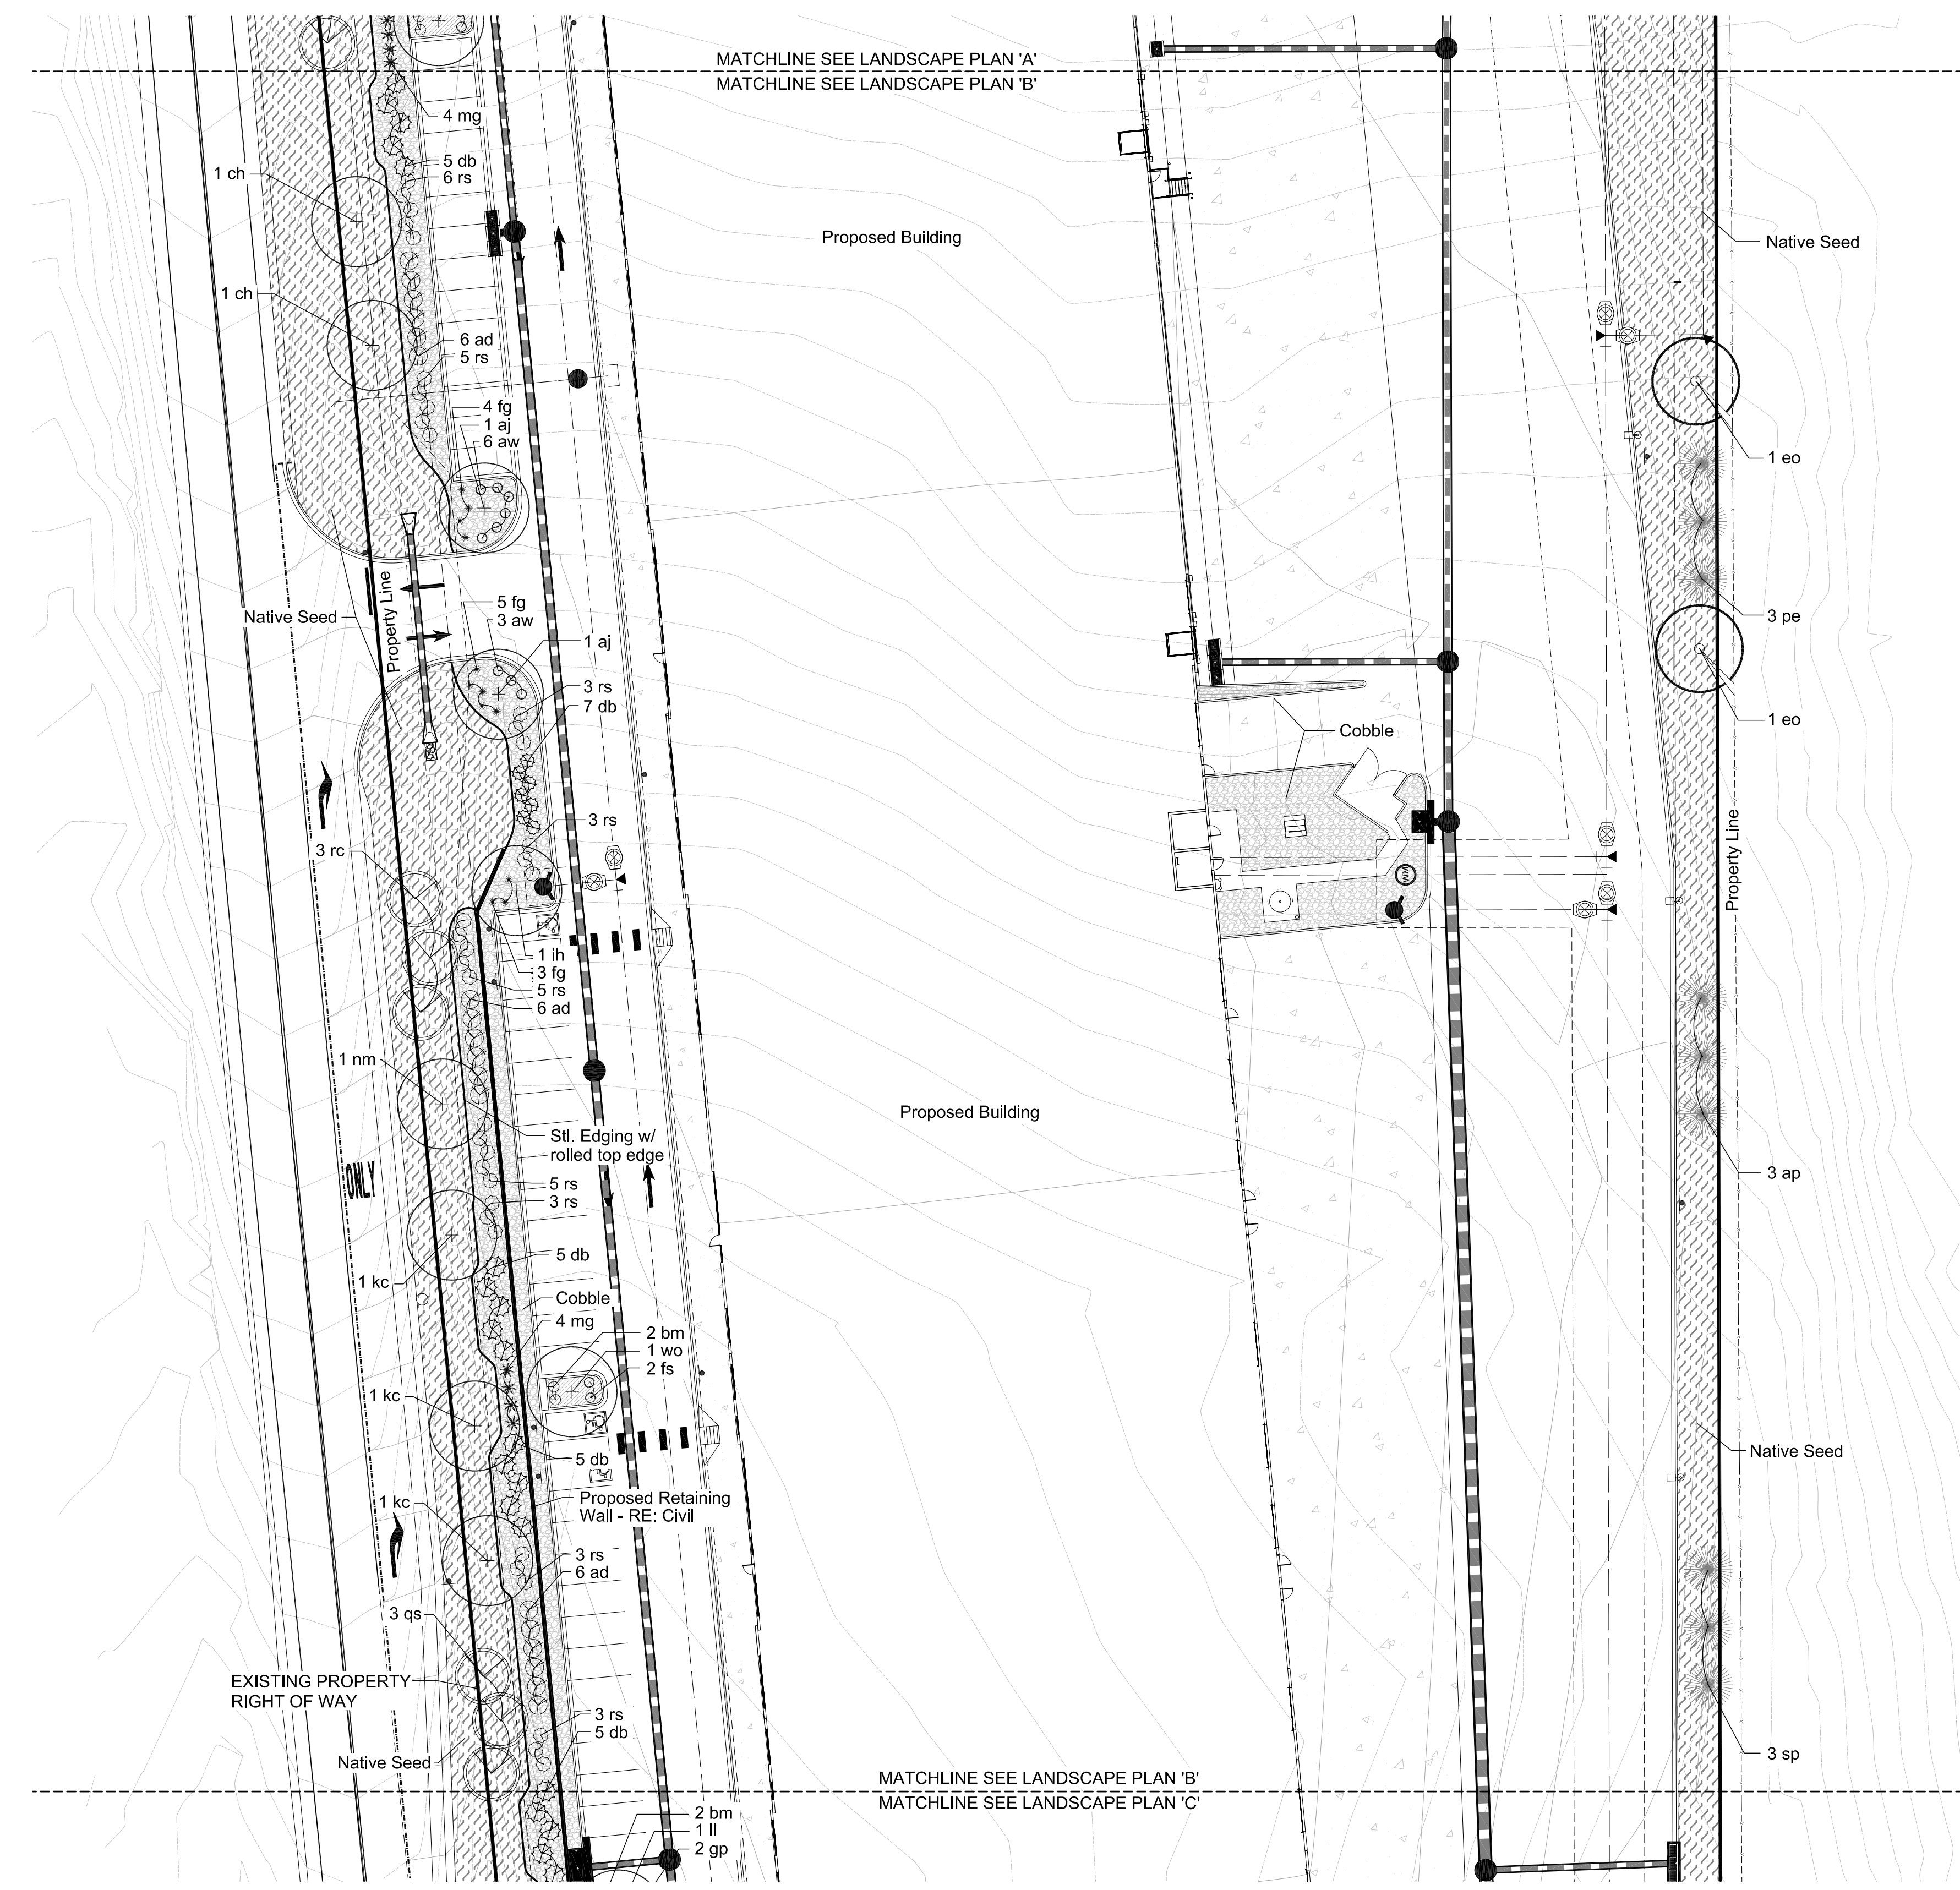 MATCHLINE SEE LANDSCAPE PLAN 'A'
MATCHLINE SEE LANDSCAPE PLAN 'B'
4 mg
5 db
6 rs
1 ch
Proposed Building
Native Seed
1 ch
6 ad
5 rs
4 fg
1 aj
6 aw
1 eo
Property Line
Native Seed
5 fg
3 aw
1 aj
3 pe
3 rs
7 db
1 eo
Cobble
3 rs
3 rc
Property Line
WM
1 ih
3 fg
5 rs
6 ad
1 nm
Proposed Building
Stl. Edging w/
rolled top edge
ONLY
5 rs
3 rs
3 ap
5 db
1 kc
Cobble
4 mg
2 bm
1 wo
2 fs
1 kc
5 db
Native Seed
1 kc
Proposed Retaining
Wall - RE: Civil
3 rs
6 ad
3 qs
EXISTING PROPERTY
RIGHT OF WAY
3 rs
5 db
Native Seed
3 sp
MATCHLINE SEE LANDSCAPE PLAN 'B'
MATCHLINE SEE LANDSCAPE PLAN 'C'
2 bm
1 ll
2 gp